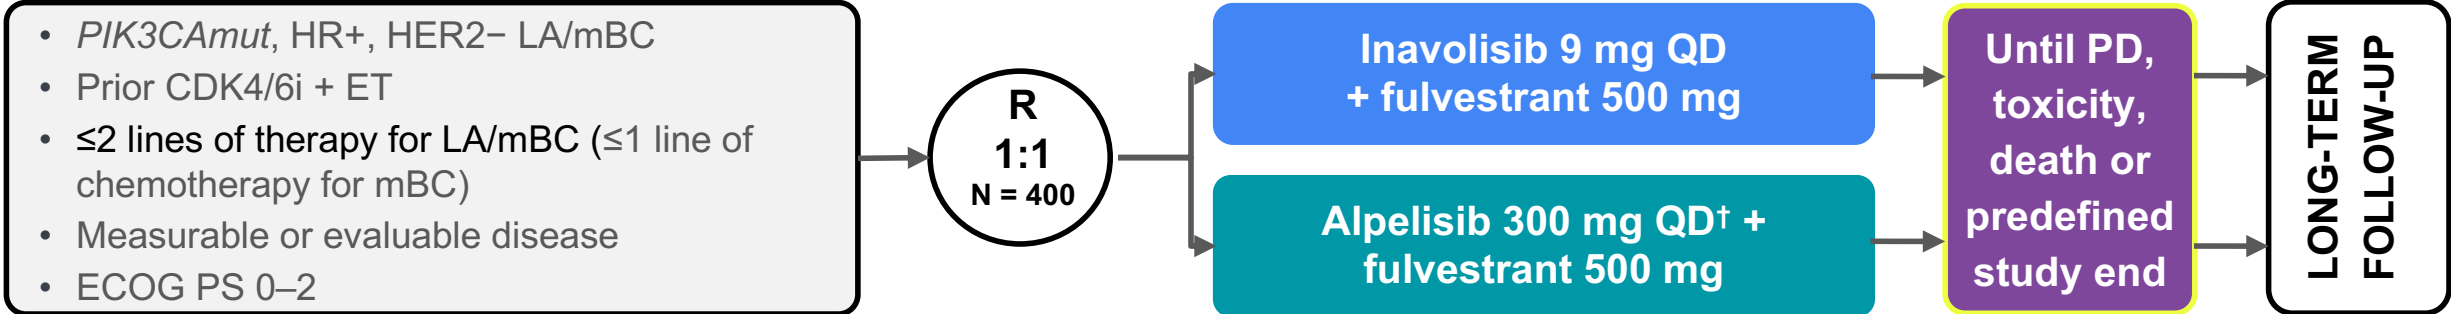 • PIK3CAmut, HR+, HER2− LA/mBC
• Prior CDK4/6i + ET
• ≤2 lines of therapy for LA/mBC (≤1 line of
chemotherapy for mBC)
• Measurable or evaluable disease
• ECOG PS 0–2
R
1:1
N = 400
Inavolisib 9 mg QD
+ fulvestrant 500 mg
Alpelisib 300 mg QD† +
fulvestrant 500 mg
Until PD,
toxicity,
death or
predefined
study end
LONG-TERM
FOLLOW-UP